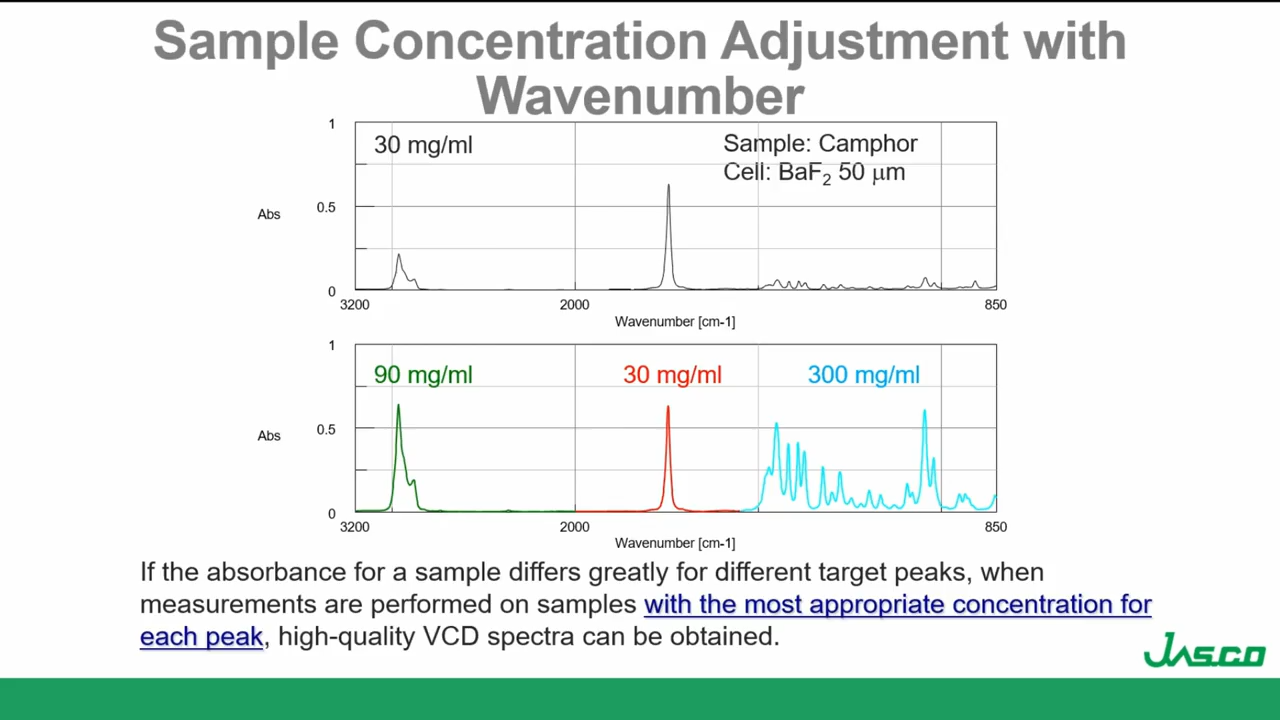 Sample Concentration Adjustment with
Wavenumber
1
30 mg/ml
Sample: Camphor
Cell: BaF2 50 μm
Abs
0.5
0
3200
2000
850
Wavenumber [cm-1]
1
90 mg/ml
30 mg/ml
300 mg/ml
Abs
0.5
0
3200
2000
850
Wavenumber [cm-1]
If the absorbance for a sample differs greatly for different target peaks, when
measurements are performed on samples with the most appropriate concentration for
each peak, high-quality VCD spectra can be obtained.
JASCO